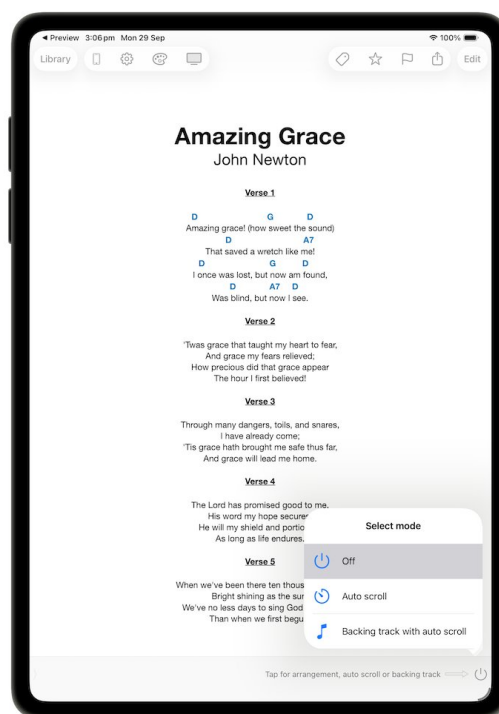 Preview 3:06 pm Mon 29 Sep 100%
Library Edit
Amazing Grace
John Newton
Verse 1
D G D
Amazing grace! (how sweet the sound)
D A7
That saved a wretch like me!
D G D
I once was lost, but now am found,
D A7 D
Was blind, but now I see.
Verse 2
'Twas grace that taught my heart to fear,
And grace my fears relieved;
How precious did that grace appear
The hour I first believed!
Verse 3
Through many dangers, toils, and snares,
I have already come;
'Tis grace hath brought me safe thus far,
And grace will lead me home.
Verse 4
The Lord has promised good to me.
His word my hope secures
He will my shield and portio
As long as life endures.
Verse 5
When we've been there ten thous
Bright shining as the sun
We've no less days to sing God
Than when we first begu
Select mode
Off
Auto scroll
Backing track with auto scroll
Tap for arrangement, auto scroll or backing track